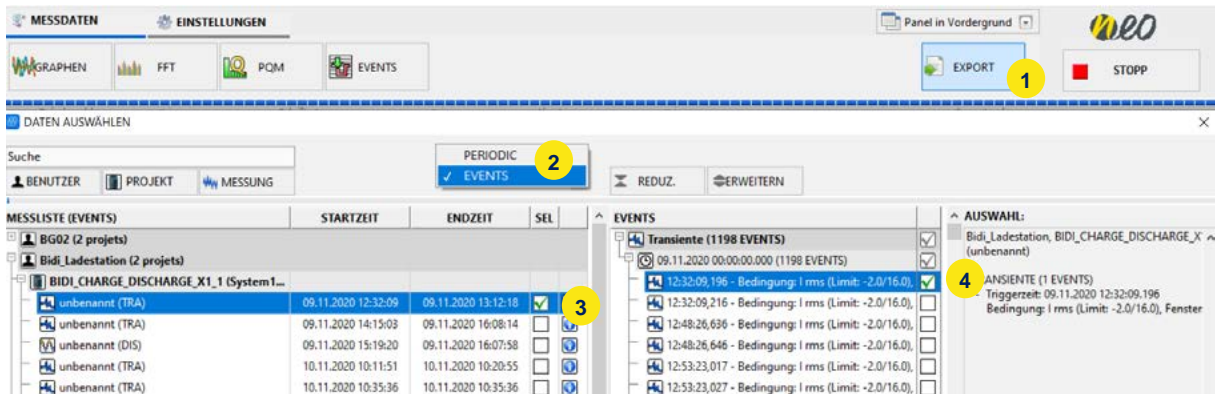 MESSDATEN EINSTELLUNGEN Panel in Vordergrund neo
GRAPHEN FFT PQM EVENTS EXPORT 1 STOPP
DATEN AUSWÄHLEN
Suche PERIODIC 2
BENUTZER PROJEKT MESSUNG ✓ EVENTS REDUZ. ERWEITERN
MESSLISTE (EVENTS) STARTZEIT ENDZEIT SEL EVENTS AUSWAHL:
BG02 (2 projets) Transiente (1198 EVENTS) Bidi_Ladestation, BIDI_CHARGE_DISCHARGE_X
Bidi_Ladestation (2 projets) 09.11.2020 00:00:00.000 (1198 EVENTS) (unbenannt)
BIDI_CHARGE_DISCHARGE_X1_1 (System1... 12:32:09,196 - Bedingung: I rms (Limit: -2.0/16.0), 4 ANSIENTE (1 EVENTS)
unbenannt (TRA) 09.11.2020 12:32:09 09.11.2020 13:12:18 3 12:32:09,216 - Bedingung: I rms (Limit: -2.0/16.0), Triggerzeit: 09.11.2020 12:32:09.196
unbenannt (TRA) 09.11.2020 14:15:03 09.11.2020 16:08:14 12:48:26,636 - Bedingung: I rms (Limit: -2.0/16.0), Bedingung: I rms (Limit: -2.0/16.0), Fenster
unbenannt (DIS) 09.11.2020 15:19:20 09.11.2020 16:07:58 12:48:26,646 - Bedingung: I rms (Limit: -2.0/16.0),
unbenannt (TRA) 10.11.2020 10:11:51 10.11.2020 10:20:55 12:53:23,017 - Bedingung: I rms (Limit: -2.0/16.0),
unbenannt (TRA) 10.11.2020 10:35:36 10.11.2020 10:35:36 12:53:23,027 - Bedingung: I rms (Limit: -2.0/16.0),